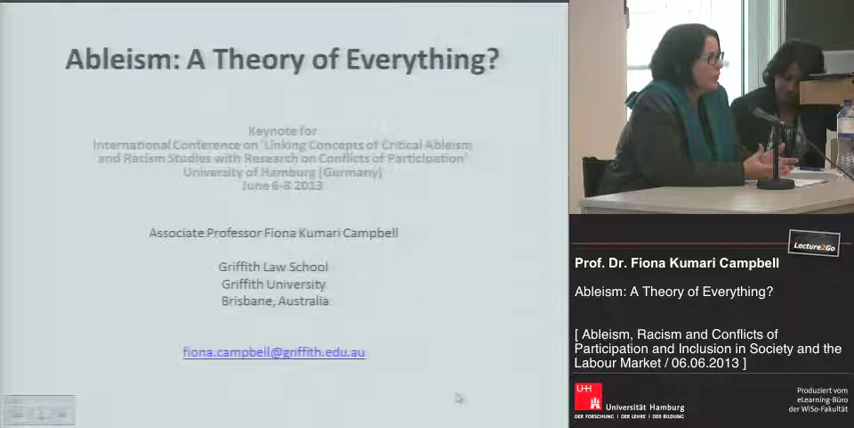 Ableism: A Theory of Everything?
Keynote for
International Conference on 'Linking Concepts of Critical Ableism
and Racism Studies with Research on Conflicts of Participation'
University of Hamburg (Germany)
June 6-8 2013
Associate Professor Fiona Kumari Campbell
Griffith Law School
Griffith University
Brisbane, Australia
fiona.campbell@griffith.edu.au
Lecture2Go
Prof. Dr. Fiona Kumari Campbell
Ableism: A Theory of Everything?
[ Ableism, Racism and Conflicts of
Participation and Inclusion in Society and the
Labour Market / 06.06.2013 ]
UH
Universität Hamburg
DER FORSCHUNG | DER LEHRE | DER BILDUNG
Produziert vom
eLearning-Büro
der WiSo-Fakultät